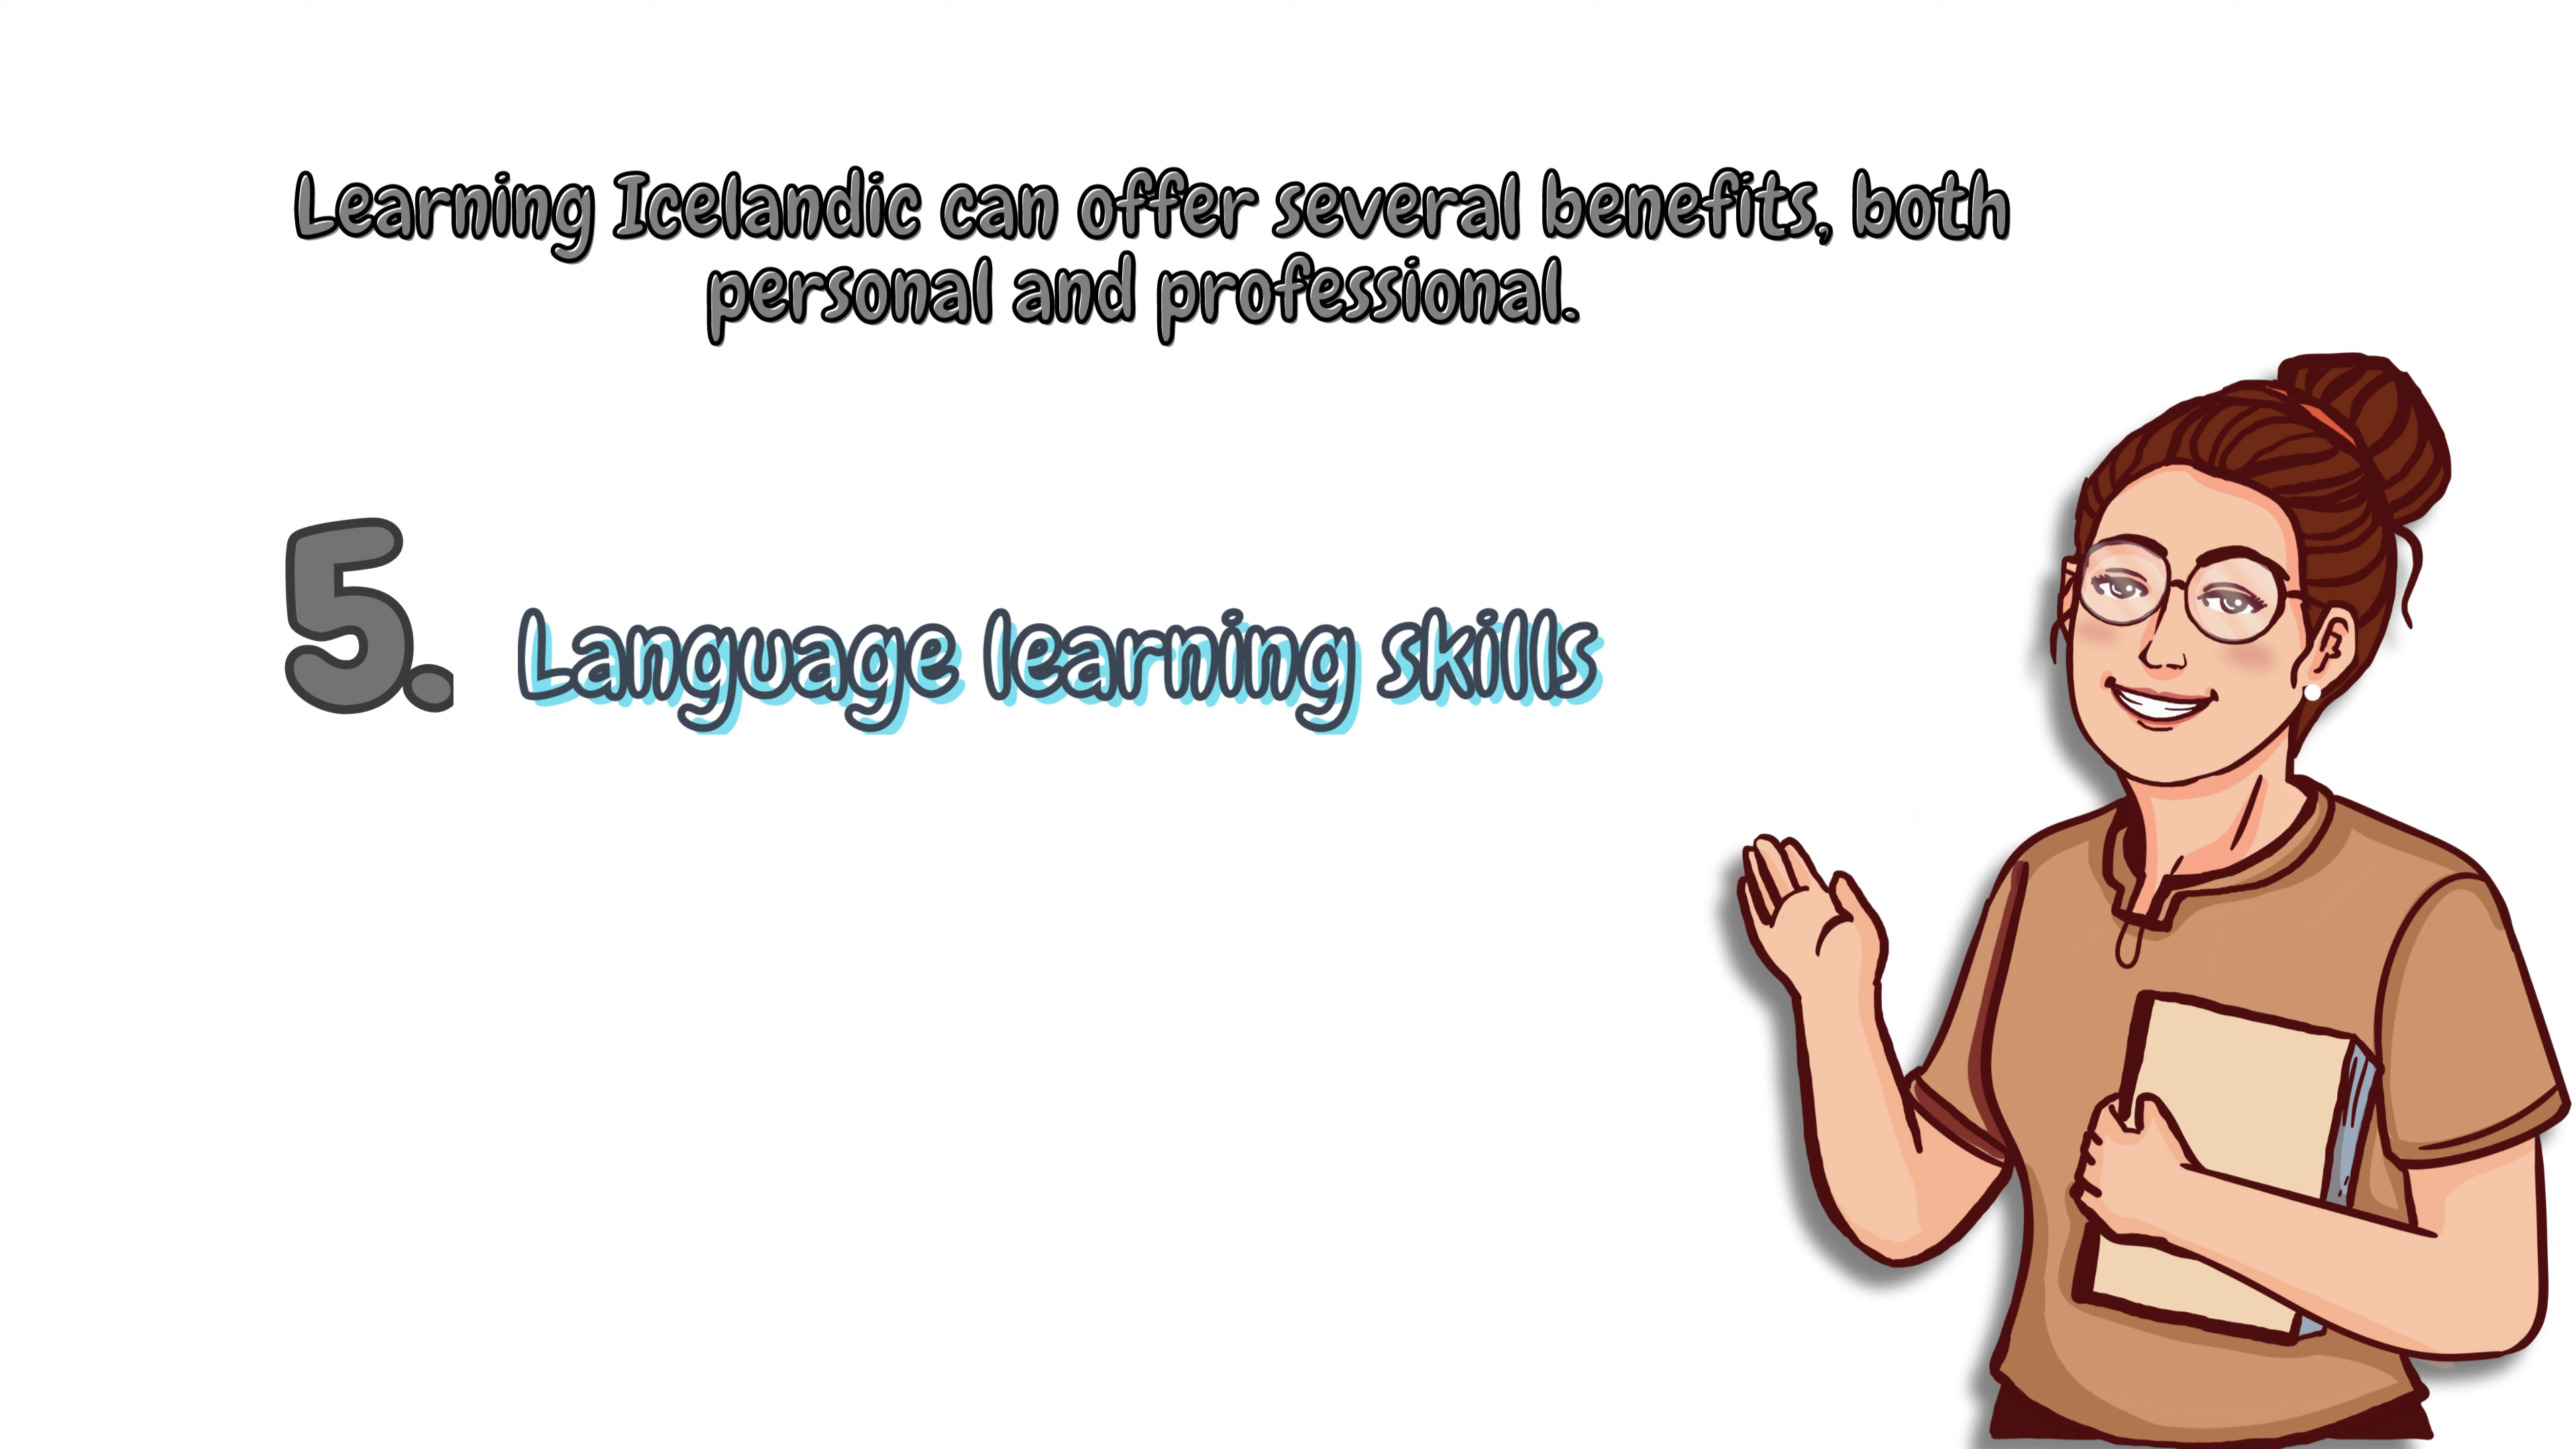 Learning Icelandic can offer several benefits, both
personal and professional.
5. Language learning skills